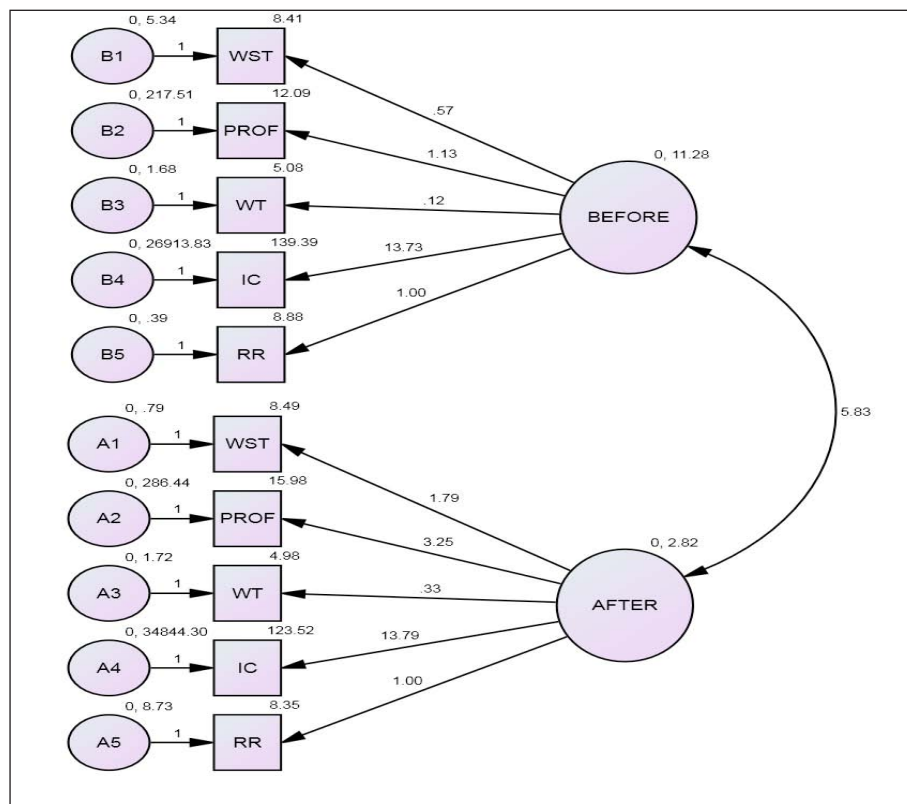 0, 5.34
8.41
B1
1
WST
.57
0, 217.51
12.09
B2
1
PROF
1.13
0, 11.28
0, 1.68
5.08
B3
1
WT
.12
BEFORE
0, 26913.83
139.39
B4
1
IC
13.73
0, .39
8.88
B5
1
RR
1.00
5.83
0, .79
8.49
A1
1
WST
1.79
0, 286.44
15.98
A2
1
PROF
3.25
0, 2.82
0, 1.72
4.98
A3
1
WT
.33
AFTER
0, 34844.30
123.52
A4
1
IC
13.79
0, 8.73
8.35
A5
1
RR
1.00